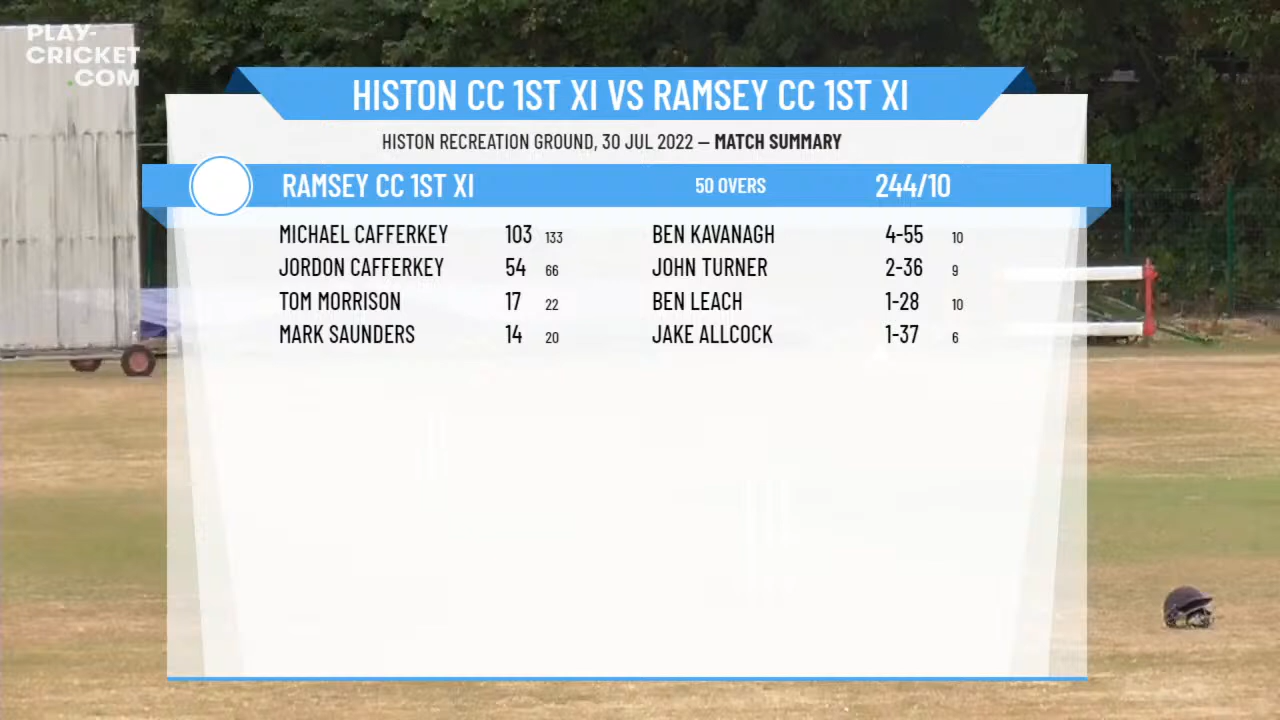 PLAY-
CRICKET
.COM
HISTON CC 1ST XI VS RAMSEY CC 1ST XI
HISTON RECREATION GROUND, 30 JUL 2022 – MATCH SUMMARY
RAMSEY CC 1ST XI 50 OVERS 244/10
MICHAEL CAFFERKEY 103 133 BEN KAVANAGH 4-55 10
JORDON CAFFERKEY 54 66 JOHN TURNER 2-36 9
TOM MORRISON 17 22 BEN LEACH 1-28 10
MARK SAUNDERS 14 20 JAKE ALLCOCK 1-37 6